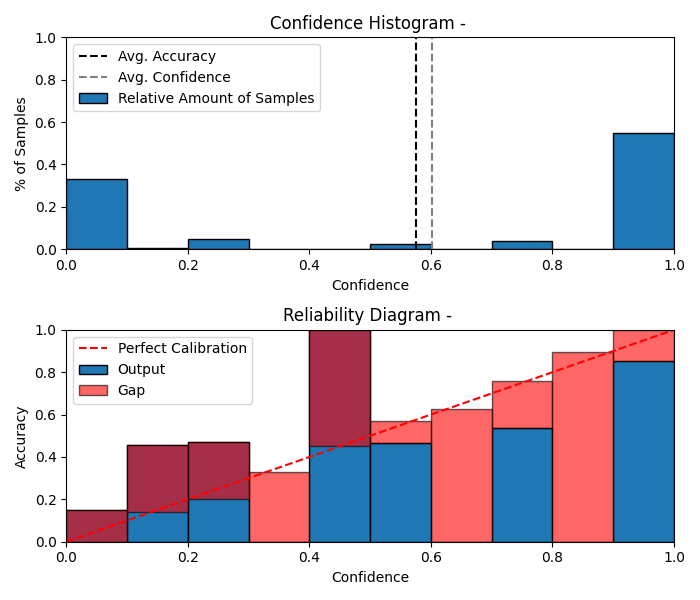 Confidence Histogram -
% of Samples
1.0
0.8
0.6
0.4
0.2
0.0
Avg. Accuracy
Avg. Confidence
Relative Amount of Samples
0.0 0.2 0.4 0.6 0.8 1.0
Confidence
Reliability Diagram -
Accuracy
1.0
0.8
0.6
0.4
0.2
0.0
Perfect Calibration
Output
Gap
0.0 0.2 0.4 0.6 0.8 1.0
Confidence